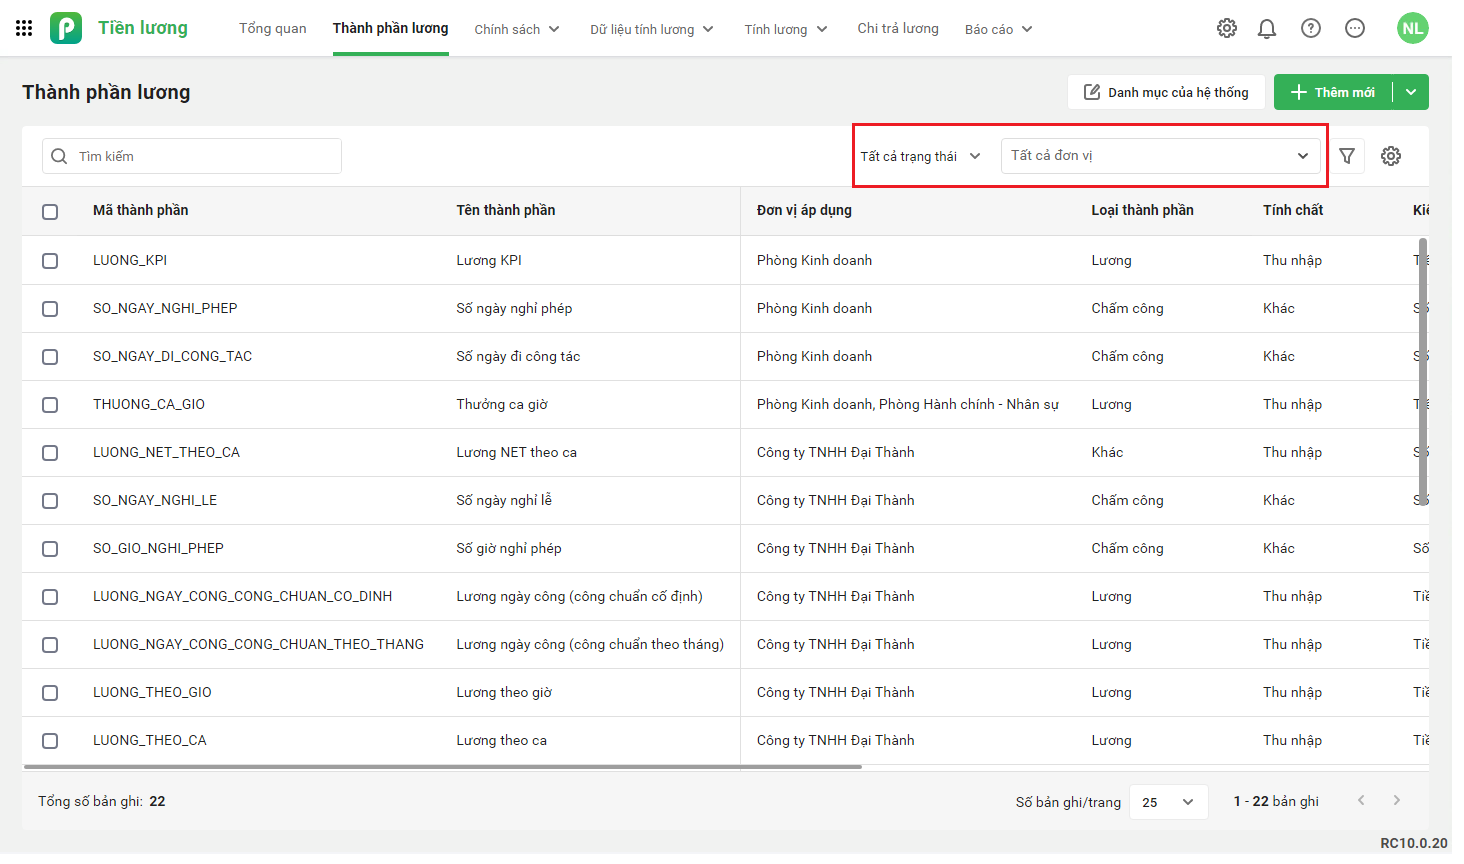 Tiền lương Tổng quan Thành phần lương Chính sách Dữ liệu tính lương Tính lương Chi trả lương Báo cáo NL
Thành phần lương Danh mục của hệ thống Thêm mới
Tìm kiếm Tất cả trạng thái Tất cả đơn vị
Mã thành phần Tên thành phần Đơn vị áp dụng Loại thành phần Tính chất
LUONG_KPI Lương KPI Phòng Kinh doanh Lương Thu nhập
SO_NGAY_NGHI_PHEP Số ngày nghỉ phép Phòng Kinh doanh Chấm công Khác
SO_NGAY_DI_CONG_TAC Số ngày đi công tác Phòng Kinh doanh Chấm công Khác
THUONG_CA_GIO Thưởng ca giờ Phòng Kinh doanh, Phòng Hành chính - Nhân sự Lương Thu nhập
LUONG_NET_THEO_CA Lương NET theo ca Công ty TNHH Đại Thành Khác Thu nhập
SO_NGAY_NGHI_LE Số ngày nghỉ lễ Công ty TNHH Đại Thành Chấm công Khác
SO_GIO_NGHI_PHEP Số giờ nghỉ phép Công ty TNHH Đại Thành Chấm công Khác Số
LUONG_NGAY_CONG_CONG_CHUAN_CO_DINH Lương ngày công (công chuẩn cố định) Công ty TNHH Đại Thành Lương Thu nhập
LUONG_NGAY_CONG_CONG_CHUAN_THEO_THANG Lương ngày công (công chuẩn theo tháng) Công ty TNHH Đại Thành Lương Thu nhập
LUONG_THEO_GIO Lương theo giờ Công ty TNHH Đại Thành Lương Thu nhập
LUONG_THEO_CA Lương theo ca Công ty TNHH Đại Thành Lương Thu nhập
Tổng số bản ghi: 22 Số bản ghi/trang 25 1 - 22 bản ghi
RC10.0.20